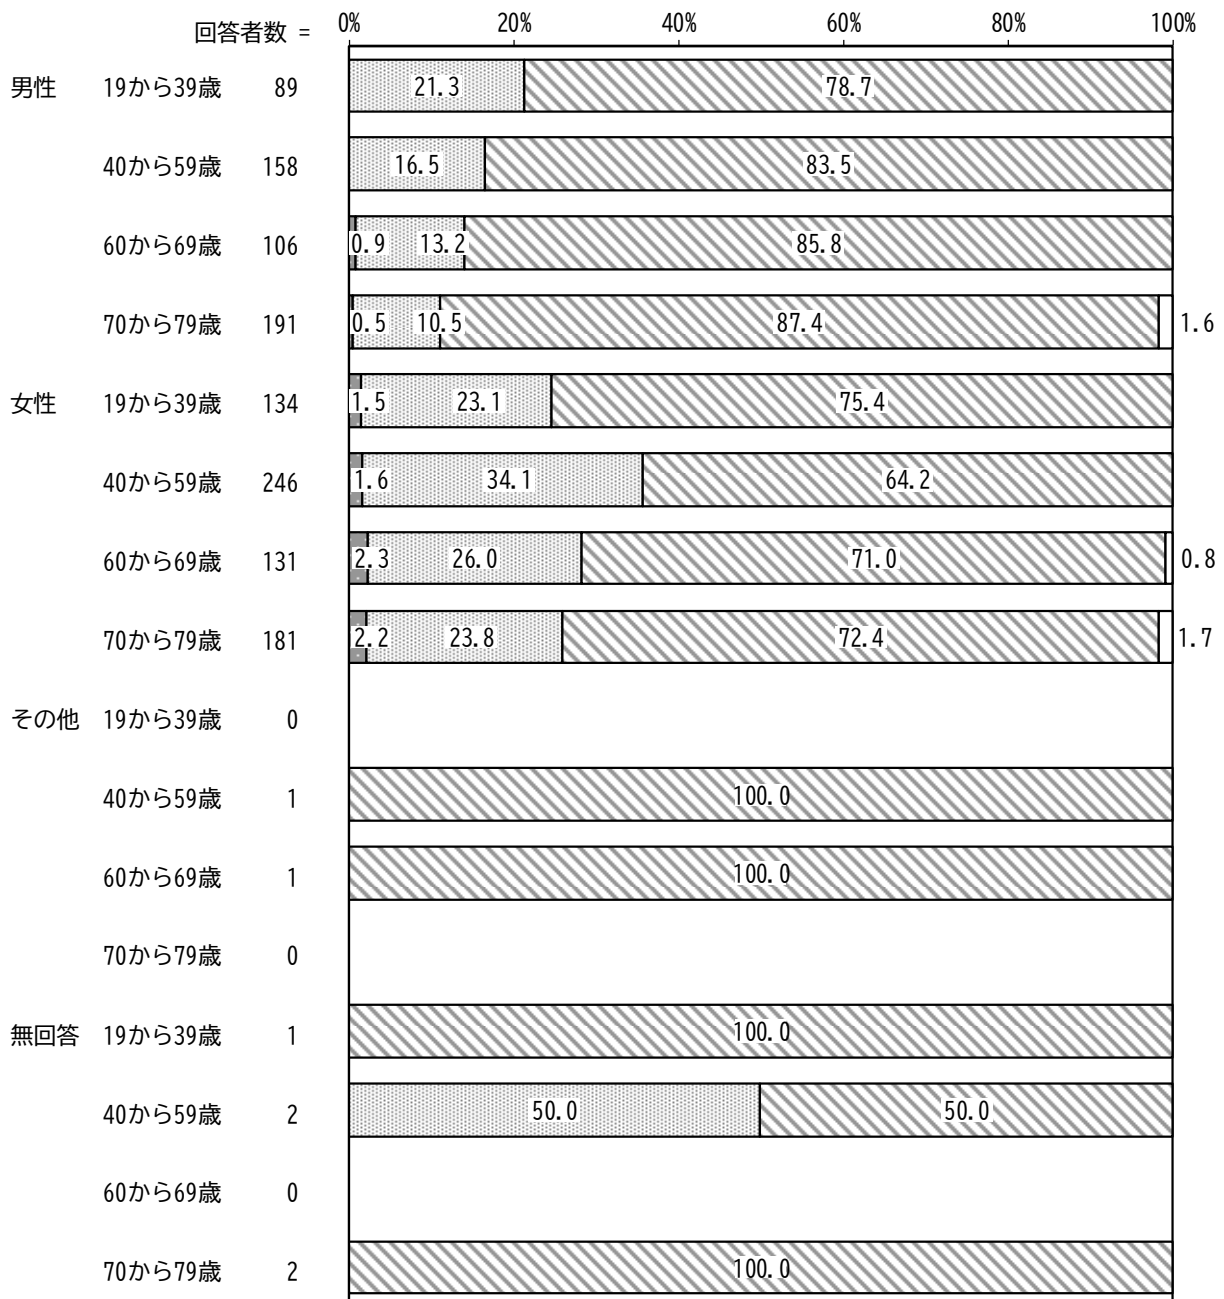 回答者数 = 0% 20% 40% 60% 80% 100%
男性 19から39歳 89 21.3 78.7
40から59歳 158 16.5 83.5
60から69歳 106 0.9 13.2 85.8
70から79歳 191 0.5 10.5 87.4 1.6
女性 19から39歳 134 1.5 23.1 75.4
40から59歳 246 1.6 34.1 64.2
60から69歳 131 2.3 26.0 71.0 0.8
70から79歳 181 2.2 23.8 72.4 1.7
その他 19から39歳 0
40から59歳 1 100.0
60から69歳 1 100.0
70から79歳 0
無回答 19から39歳 1 100.0
40から59歳 2 50.0 50.0
60から69歳 0
70から79歳 2 100.0